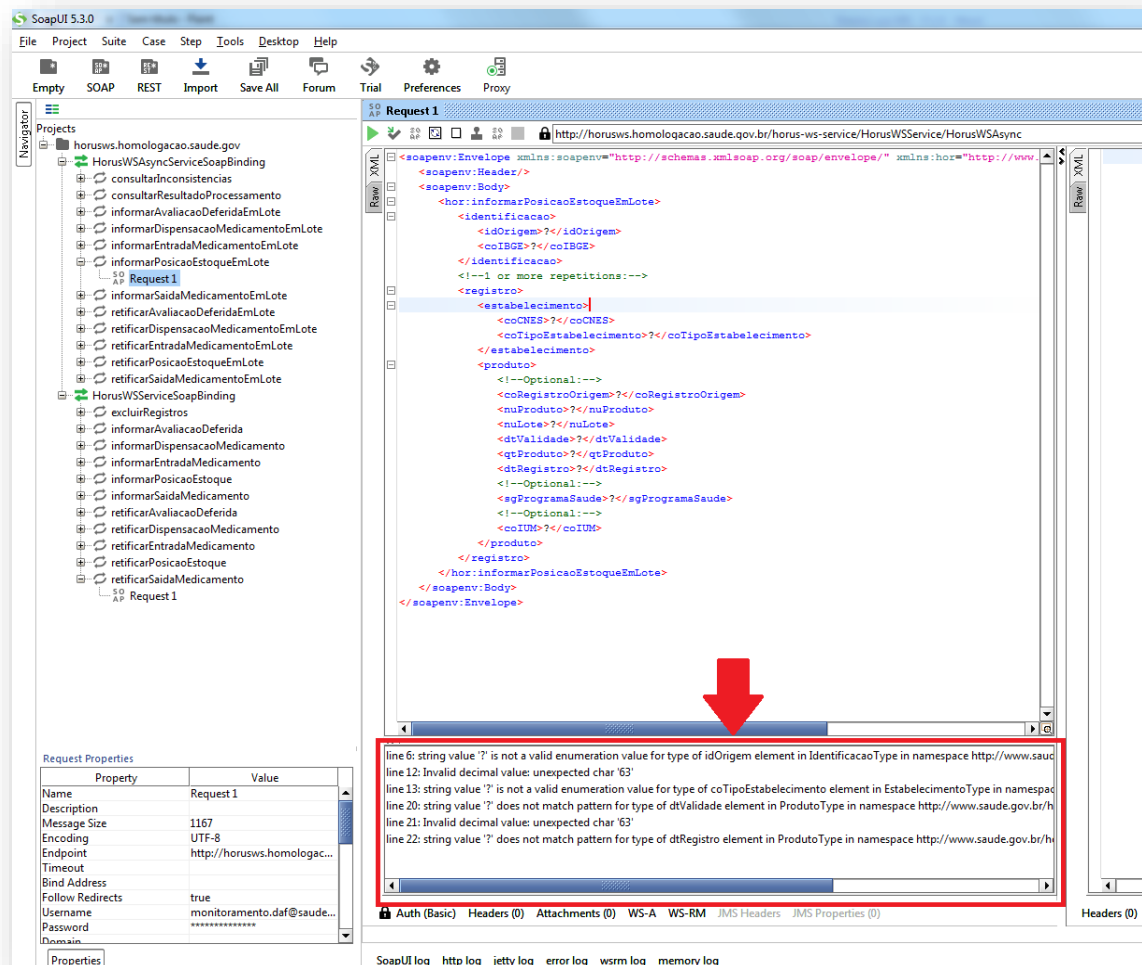 SoapUI 5.3.0
File Project Suite Case Step Tools Desktop Help
Empty SOAP REST Import Save All Forum Trial Preferences Proxy
Navigator
Projects
horusws.homologacao.saude.gov
HorusWSAsyncServiceSoapBinding
consultarInconsistencias
consultarResultadoProcessamento
informarAvaliacaoDeferidaEmLote
informarDispensacaoMedicamentoEmLote
informarEntradaMedicamentoEmLote
informarPosicaoEstoqueEmLote
SOAP Request 1
informarSaidaMedicamentoEmLote
retificarAvaliacaoDeferidaEmLote
retificarDispensacaoMedicamentoEmLote
retificarEntradaMedicamentoEmLote
retificarPosicaoEstoqueEmLote
retificarSaidaMedicamentoEmLote
HorusWSServiceSoapBinding
excluirRegistros
informarAvaliacaoDeferida
informarDispensacaoMedicamento
informarEntradaMedicamento
informarPosicaoEstoque
informarSaidaMedicamento
retificarAvaliacaoDeferida
retificarDispensacaoMedicamento
retificarEntradaMedicamento
retificarPosicaoEstoque
retificarSaidaMedicamento
SOAP Request 1
Request Properties
Property Value
Name Request 1
Description
Message Size 1167
Encoding UTF-8
Endpoint http://horusws.homologac...
Timeout
Bind Address
Follow Redirects true
Username monitoramento.daf@saude...
Password **************
Domain
Properties
SOAP Request 1
http://horusws.homologacao.saude.gov.br/horus-ws-service/HorusWSService/HorusWSAsync
XML
Raw
<soapenv:Envelope xmlns:soapenv="http://schemas.xmlsoap.org/soap/envelope/" xmlns:hor="http://www.
<soapenv:Header/>
<soapenv:Body>
<hor:informarPosicaoEstoqueEmLote>
<identificacao>
<idOrigem>?</idOrigem>
<coIBGE>?</coIBGE>
</identificacao>
<!--1 or more repetitions:-->
<registro>
<estabelecimento>
<coCNES>?</coCNES>
<coTipoEstabelecimento>?</coTipoEstabelecimento>
</estabelecimento>
<produto>
<!--Optional:-->
<coRegistroOrigem>?</coRegistroOrigem>
<nuProduto>?</nuProduto>
<nuLote>?</nuLote>
<dtValidade>?</dtValidade>
<qtProduto>?</qtProduto>
<dtRegistro>?</dtRegistro>
<!--Optional:-->
<sgProgramaSaude>?</sgProgramaSaude>
<!--Optional:-->
<coIUM>?</coIUM>
</produto>
</registro>
</hor:informarPosicaoEstoqueEmLote>
</soapenv:Body>
</soapenv:Envelope>
XML
Raw
line 6: string value '?' is not a valid enumeration value for type of idOrigem element in IdentificacaoType in namespace http://www.saud
line 12: Invalid decimal value: unexpected char '63'
line 13: string value '?' is not a valid enumeration value for type of coTipoEstabelecimento element in EstabelecimentoType in namespac
line 20: string value '?' does not match pattern for type of dtValidade element in ProdutoType in namespace http://www.saude.gov.br/h
line 21: Invalid decimal value: unexpected char '63'
line 22: string value '?' does not match pattern for type of dtRegistro element in ProdutoType in namespace http://www.saude.gov.br/h
Auth (Basic) Headers (0) Attachments (0) WS-A WS-RM JMS Headers JMS Properties (0)
Headers (0)
SoapUI log http log jetty log error log wsrm log memory log